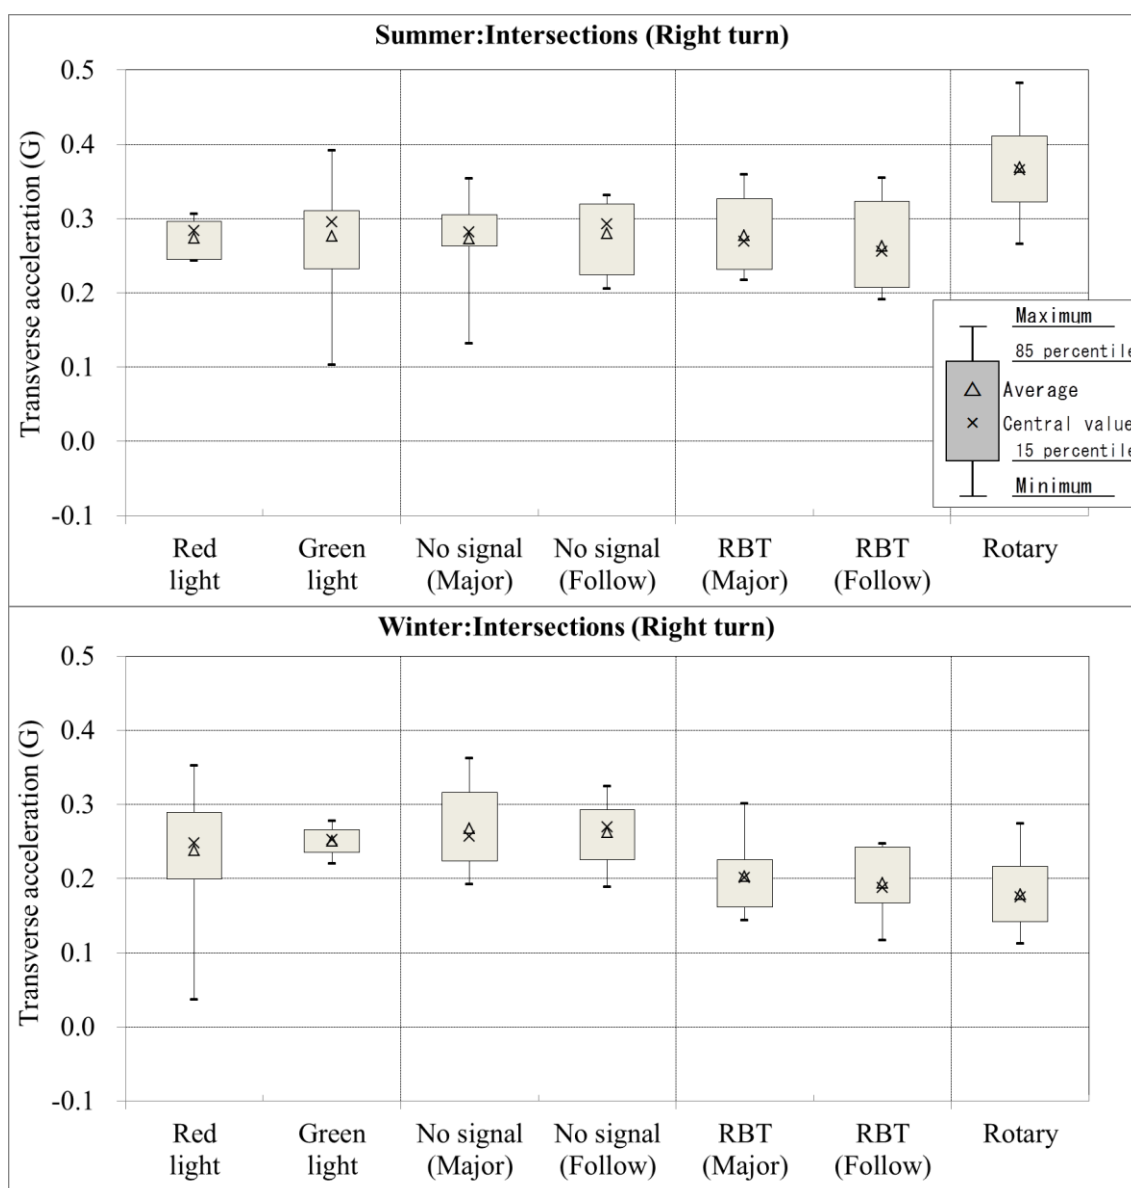 Summer:Intersections (Right turn)
Transverse acceleration (G)
0.5
0.4
0.3
0.2
0.1
0.0
-0.1
Maximum
85 percentile
Average
Central value
15 percentile
Minimum
Red light
Green light
No signal (Major)
No signal (Follow)
RBT (Major)
RBT (Follow)
Rotary
Winter:Intersections (Right turn)
Transverse acceleration (G)
0.5
0.4
0.3
0.2
0.1
0.0
-0.1
Red light
Green light
No signal (Major)
No signal (Follow)
RBT (Major)
RBT (Follow)
Rotary